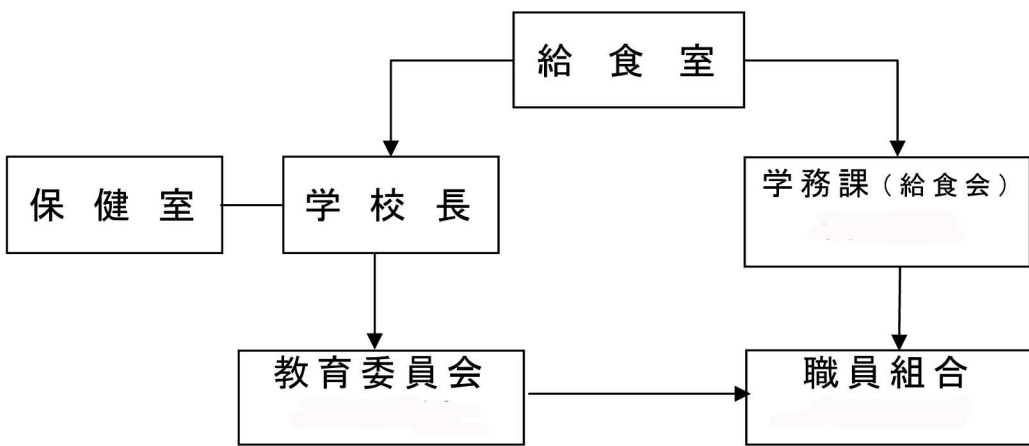 給食室
保健室
学校長
学務課（給食会）
教育委員会
職員組合